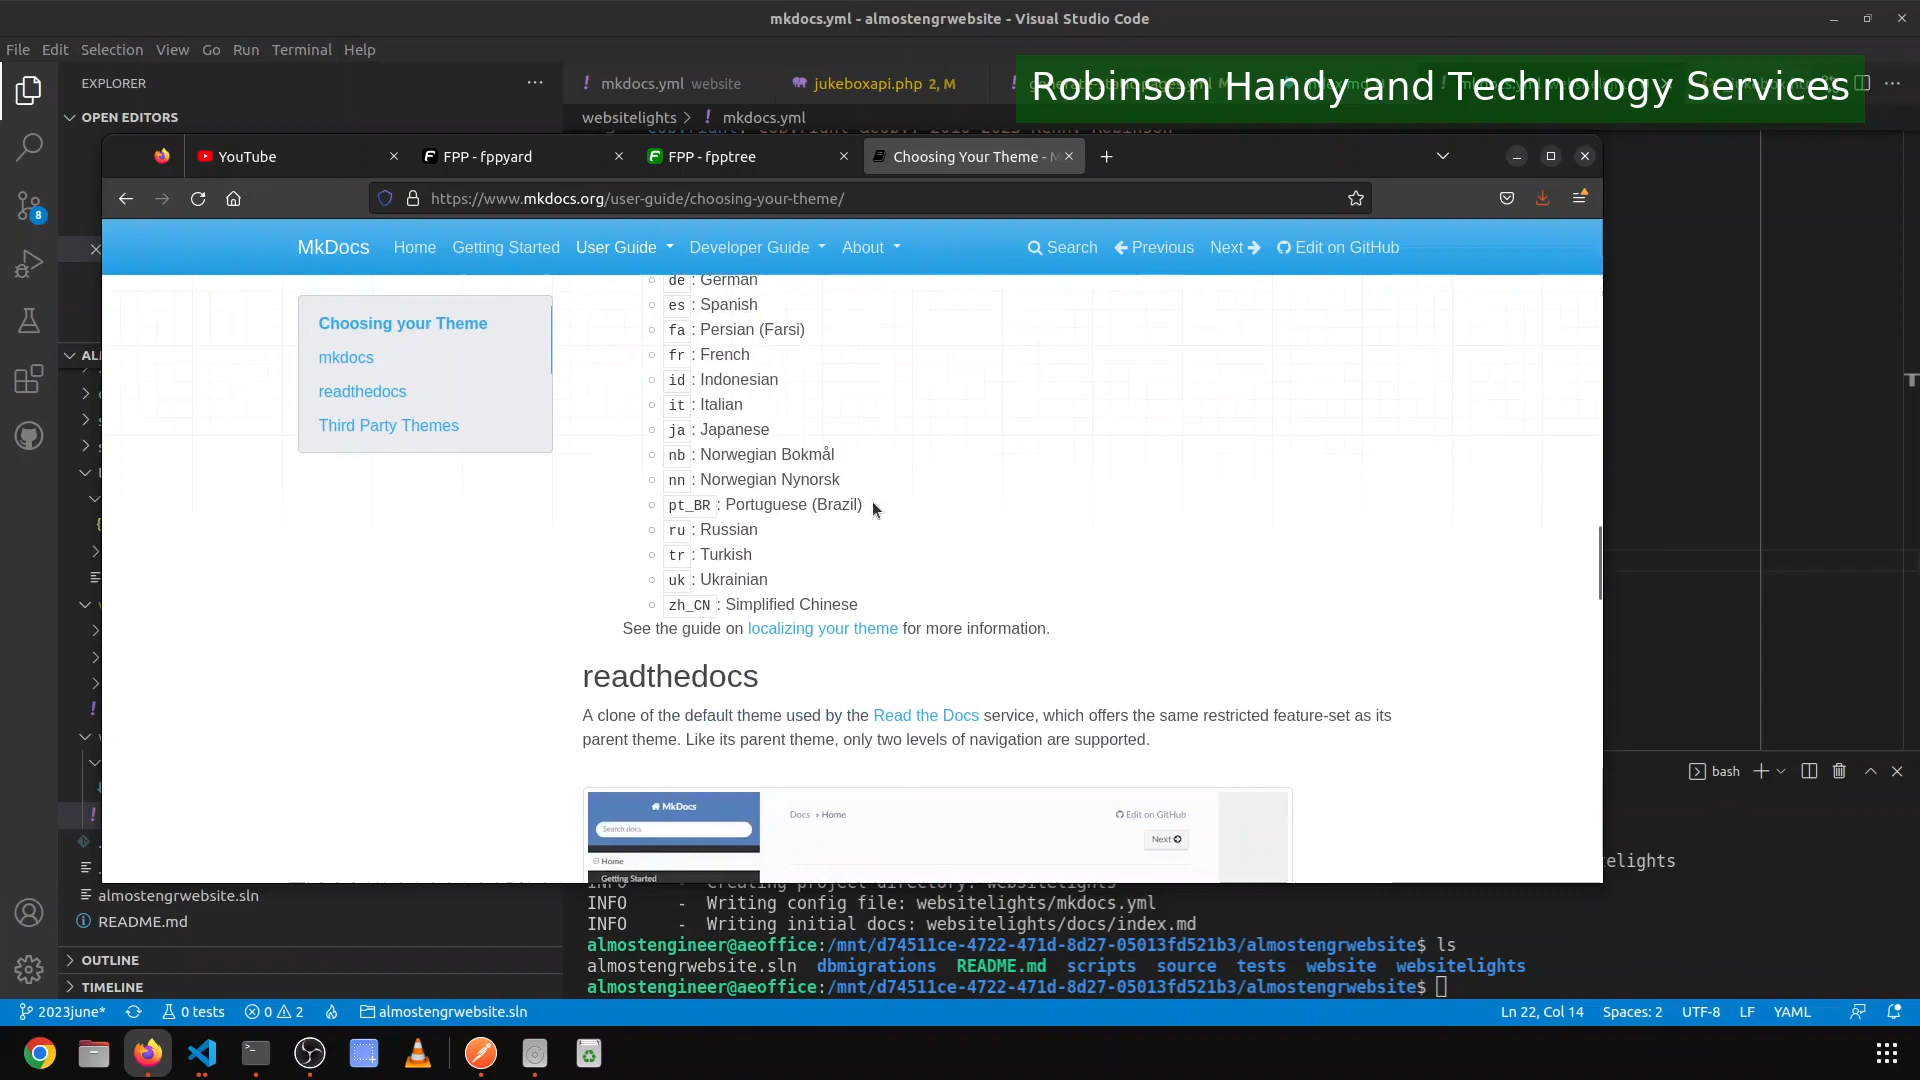 mkdocs.yml - almostengrwebsite - Visual Studio Code
File Edit Selection View Go Run Terminal Help
EXPLORER
mkdocs.yml website
jukeboxapi.php 2, M
Robinson Handy and Technology Services
OPEN EDITORS
websitelights > ! mkdocs.yml
YouTube
FPP - fppyard
FPP - fpptree
Choosing Your Theme - M
https://www.mkdocs.org/user-guide/choosing-your-theme/
MkDocs Home Getting Started User Guide Developer Guide About Search Previous Next Edit on GitHub
de: German
es: Spanish
fa: Persian (Farsi)
fr: French
id: Indonesian
it: Italian
ja: Japanese
nb: Norwegian Bokmål
nn: Norwegian Nynorsk
pt_BR: Portuguese (Brazil)
ru: Russian
tr: Turkish
uk: Ukrainian
zh_CN: Simplified Chinese
See the guide on localizing your theme for more information.
Choosing your Theme
mkdocs
readthedocs
Third Party Themes
AL
readthedocs
A clone of the default theme used by the Read the Docs service, which offers the same restricted feature-set as its
parent theme. Like its parent theme, only two levels of navigation are supported.
MkDocs
Search docs
Home
Getting Started
Docs » Home
Edit on GitHub
Next
bash
elights
INFO - Creating project directory: websitelights
INFO - Writing config file: websitelights/mkdocs.yml
INFO - Writing initial docs: websitelights/docs/index.md
almostengineer@aeoffice:/mnt/d74511ce-4722-471d-8d27-05013fd521b3/almostengrwebsite$ ls
almostengrwebsite.sln dbmigrations README.md scripts source tests website websitelights
almostengineer@aeoffice:/mnt/d74511ce-4722-471d-8d27-05013fd521b3/almostengrwebsite$
almostengrwebsite.sln
README.md
OUTLINE
TIMELINE
8
2023june* 0 tests 0 2 almostengrwebsite.sln
Ln 22, Col 14 Spaces: 2 UTF-8 LF YAML